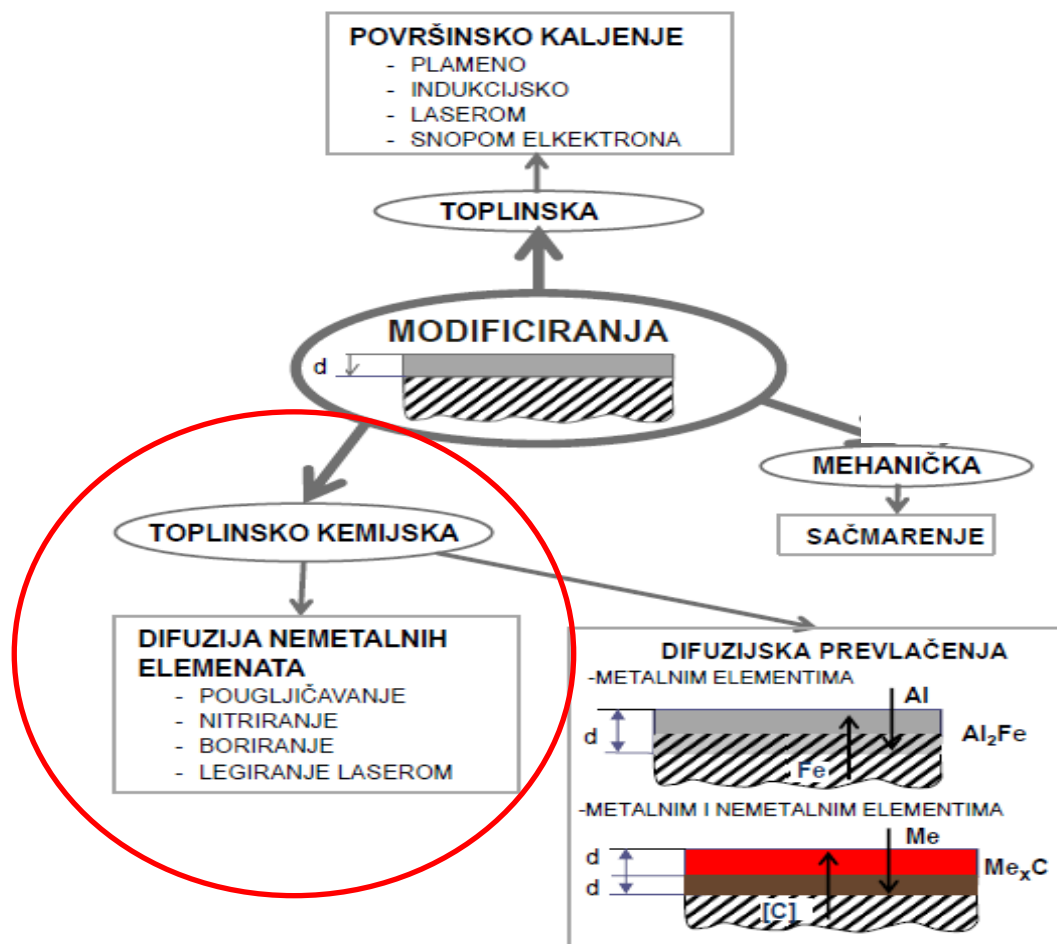 POVRŠINSKO KALJENJE
- PLAMENO
- INDUKCIJSKO
- LASEROM
- SNOPOM ELKEKTRONA
TOPLINSKA
MODIFICIRANJA
d
MEHANIČKA
SAČMARENJE
TOPLINSKO KEMIJSKA
DIFUZIJA NEMETALNIH
ELEMENATA
- POUGLJIČAVANJE
- NITRIRANJE
- BORIRANJE
- LEGIRANJE LASEROM
DIFUZIJSKA PREVLAČENJA
-METALNIM ELEMENTIMA
Al
d
Al₂Fe
Fe
-METALNIM I NEMETALNIM ELEMENTIMA
Me
d
MeₓC
d
[C]